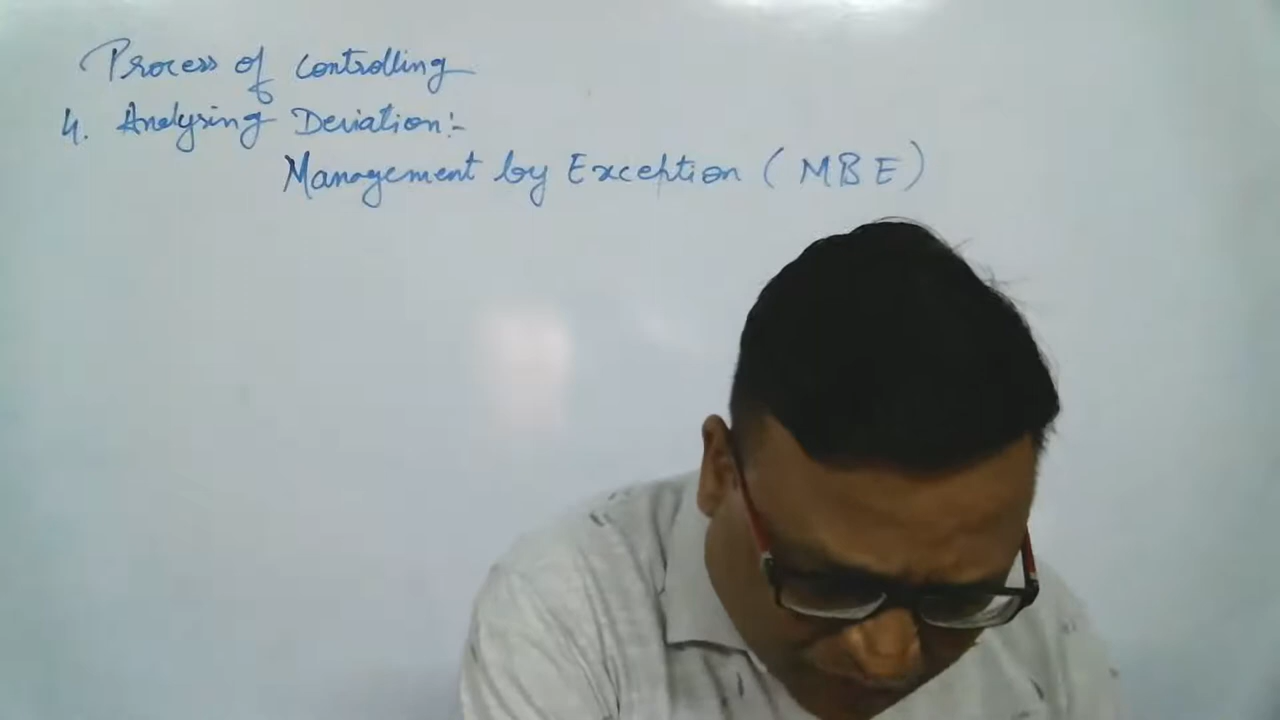 Process of controlling
4. Analysing Deviation:-
Management by Exception (MBE)